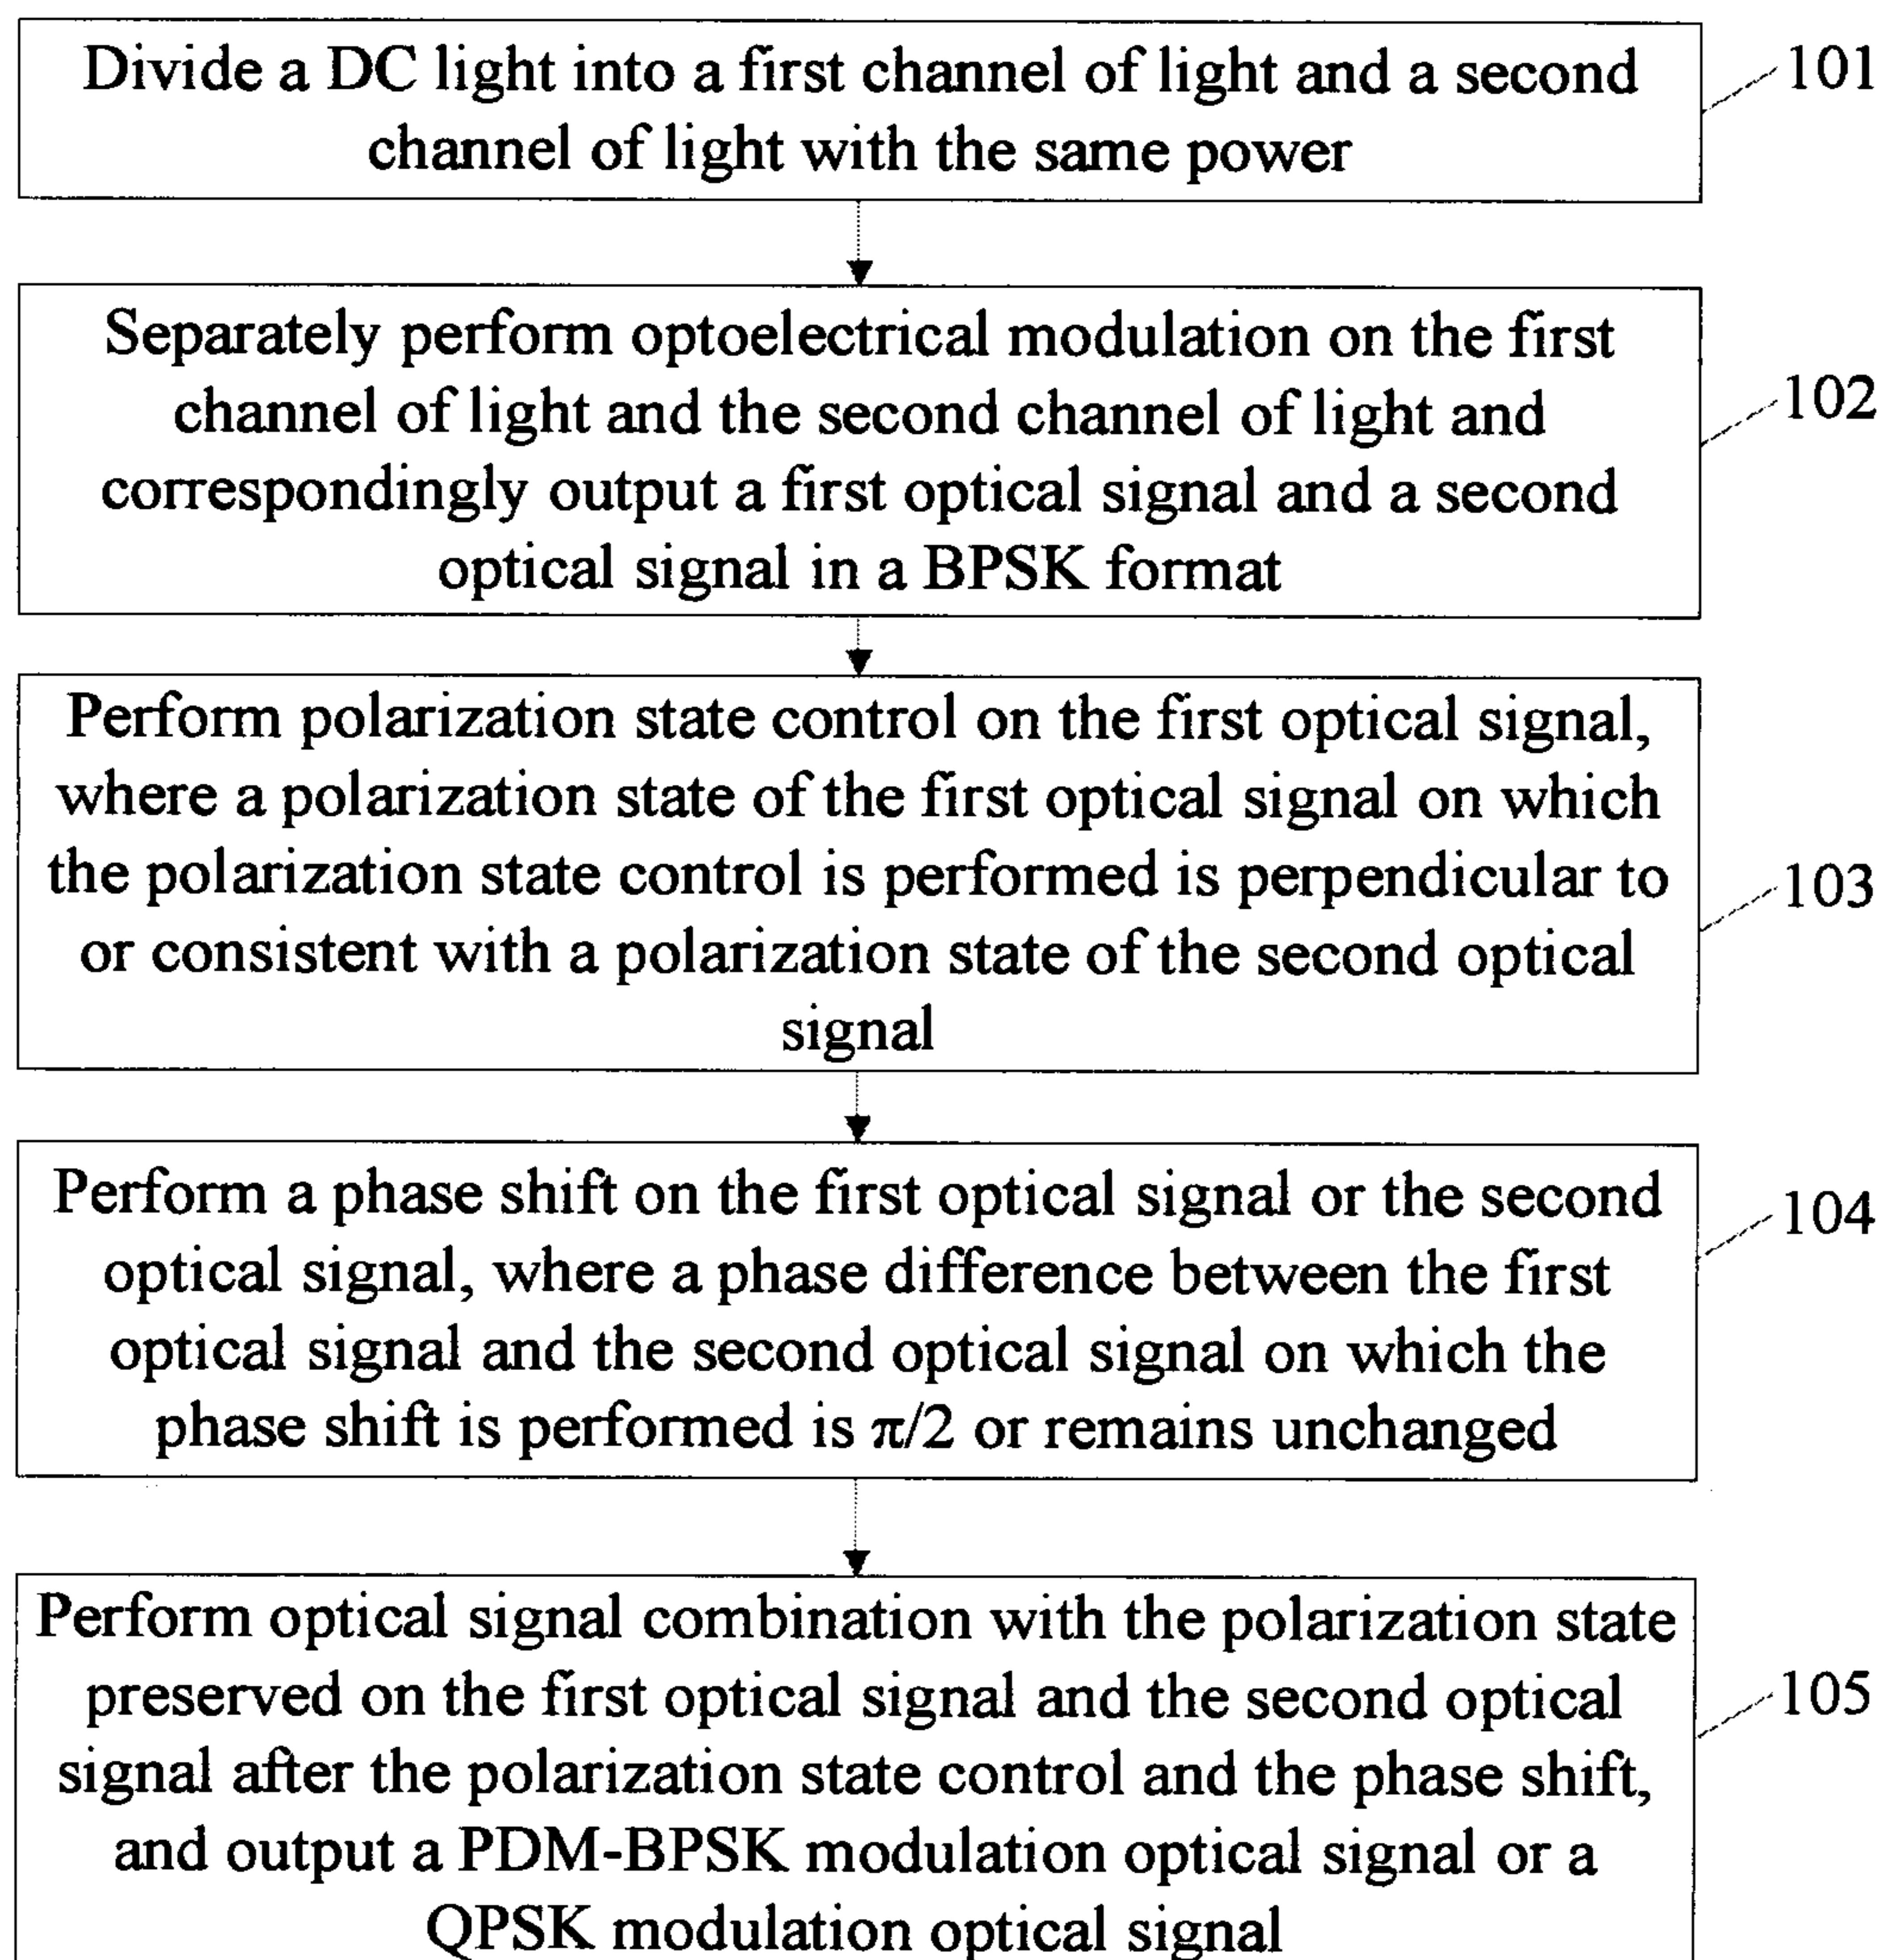 Divide a DC light into a first channel of light and a second
channel of light with the same power
101
Separately perform optoelectrical modulation on the first
channel of light and the second channel of light and
correspondingly output a first optical signal and a second
optical signal in a BPSK format
102
Perform polarization state control on the first optical signal,
where a polarization state of the first optical signal on which
the polarization state control is performed is perpendicular to
or consistent with a polarization state of the second optical
signal
103
Perform a phase shift on the first optical signal or the second
optical signal, where a phase difference between the first
optical signal and the second optical signal on which the
phase shift is performed is π/2 or remains unchanged
104
Perform optical signal combination with the polarization state
preserved on the first optical signal and the second optical
signal after the polarization state control and the phase shift,
and output a PDM-BPSK modulation optical signal or a
QPSK modulation optical signal
105